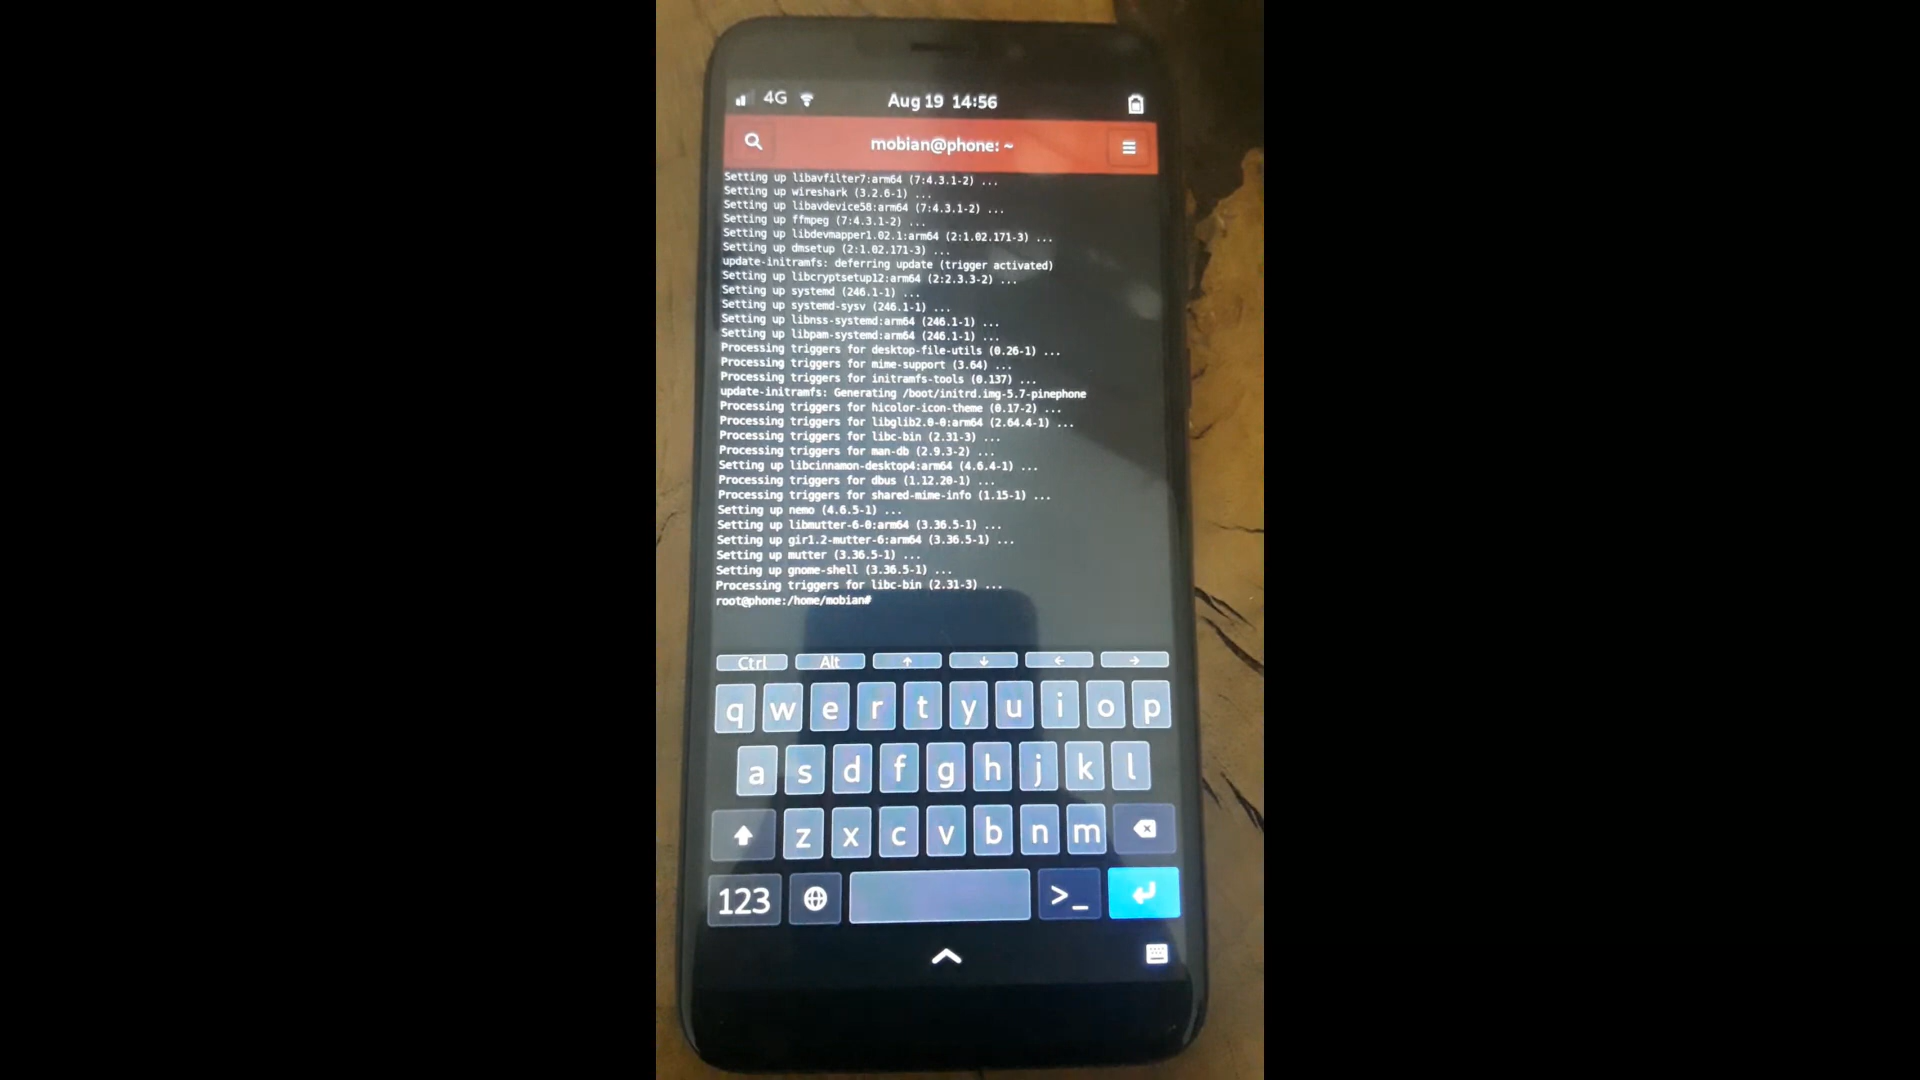 4G Aug 19 14:56
mobian@phone: ~
Setting up libavfilter7:arm64 (7:4.3.1-2) ...
Setting up wireshark (3.2.6-1) ...
Setting up libavdevice58:arm64 (7:4.3.1-2) ...
Setting up ffmpeg (7:4.3.1-2) ...
Setting up libdevmapper1.02.1:arm64 (2:1.02.171-3) ...
Setting up dmsetup (2:1.02.171-3) ...
update-initramfs: deferring update (trigger activated)
Setting up libcryptsetup12:arm64 (2:2.3.3-2) ...
Setting up systemd (246.1-1) ...
Setting up systemd-sysv (246.1-1) ...
Setting up libnss-systemd:arm64 (246.1-1) ...
Setting up libpam-systemd:arm64 (246.1-1) ...
Processing triggers for desktop-file-utils (0.26-1) ...
Processing triggers for mime-support (3.64) ...
Processing triggers for initramfs-tools (0.137) ...
update-initramfs: Generating /boot/initrd.img-5.7-pinephone
Processing triggers for hicolor-icon-theme (0.17-2) ...
Processing triggers for libglib2.0-0:arm64 (2.64.4-1) ...
Processing triggers for libc-bin (2.31-3) ...
Processing triggers for man-db (2.9.3-2) ...
Setting up libcinnamon-desktop4:arm64 (4.6.4-1) ...
Processing triggers for dbus (1.12.20-1) ...
Processing triggers for shared-mime-info (1.15-1) ...
Setting up nemo (4.6.5-1) ...
Setting up libmutter-6-0:arm64 (3.36.5-1) ...
Setting up gir1.2-mutter-6:arm64 (3.36.5-1) ...
Setting up mutter (3.36.5-1) ...
Setting up gnome-shell (3.36.5-1) ...
Processing triggers for libc-bin (2.31-3) ...
root@phone:/home/mobian#
Ctrl Alt ↑ ↓ ← →
q w e r t y u i o p
a s d f g h j k l
z x c v b n m
123 >_